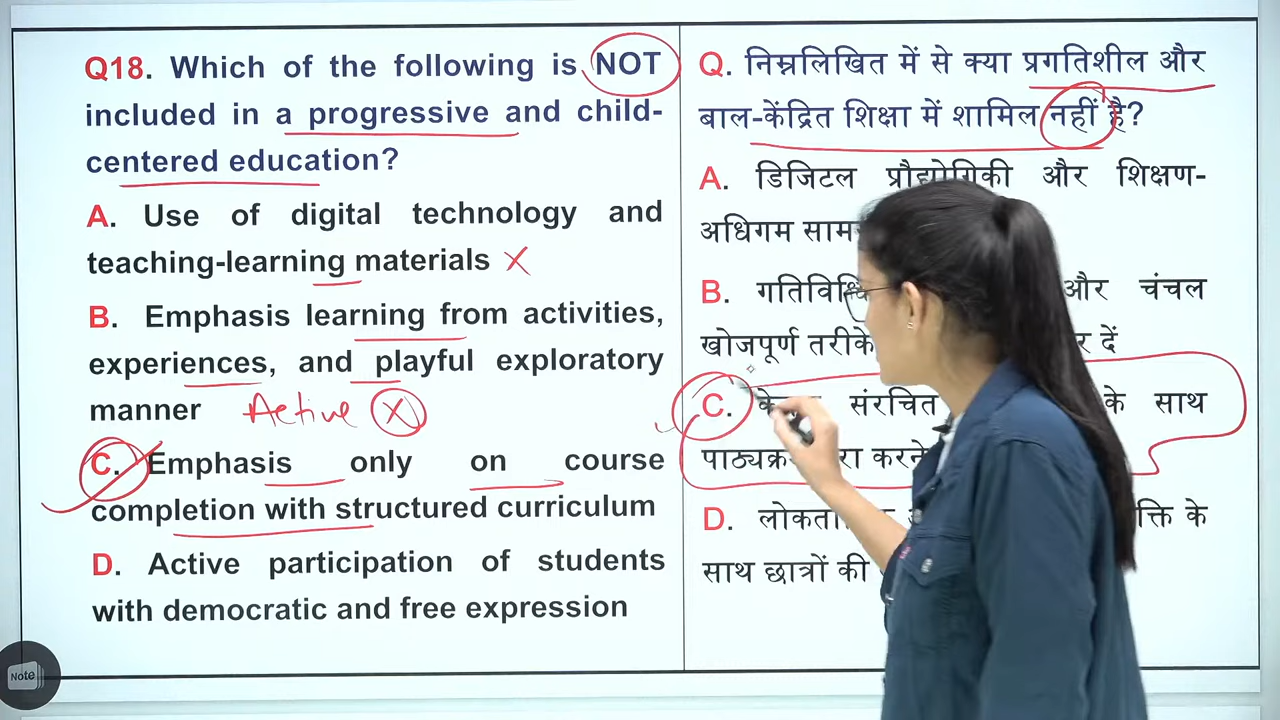 Q18. Which of the following is NOT
included in a progressive and child-
centered education?
A. Use of digital technology and
teaching-learning materials X
B. Emphasis learning from activities,
experiences, and playful exploratory
manner Active X
C. Emphasis only on course
completion with structured curriculum
D. Active participation of students
with democratic and free expression
Q. निम्नलिखित में से क्या प्रगतिशील और
बाल-केंद्रित शिक्षा में शामिल नहीं है?
A. डिजिटल प्रौद्योगिकी और शिक्षण-
अधिगम
B. और चंचल
खोजपूर्ण तरीके दें
C. संरचित के साथ
करने
D. के
साथ छात्रों की
Note